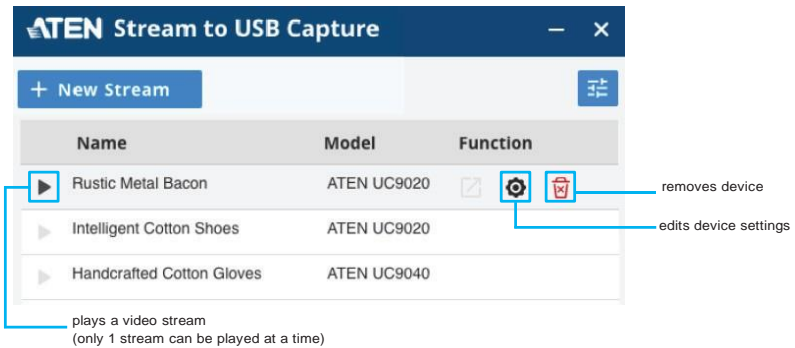 ATEN Stream to USB Capture
+ New Stream
Name Model Function
Rustic Metal Bacon ATEN UC9020
removes device
Intelligent Cotton Shoes ATEN UC9020
edits device settings
Handcrafted Cotton Gloves ATEN UC9040
plays a video stream
(only 1 stream can be played at a time)